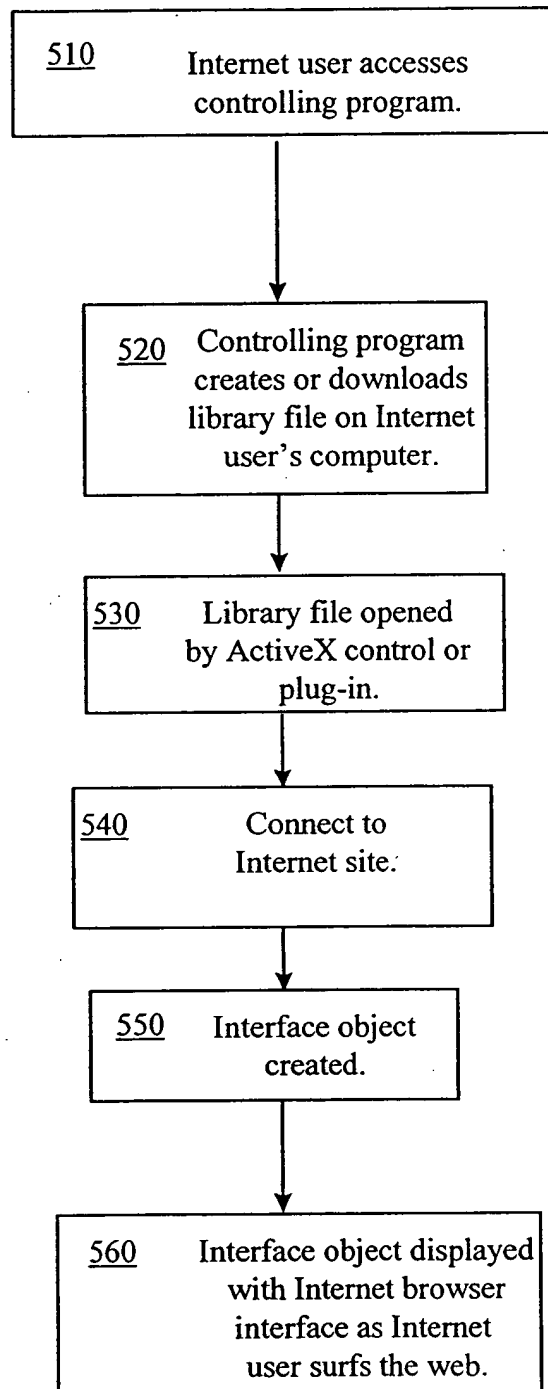 510 Internet user accesses
controlling program.
520 Controlling program
creates or downloads
library file on Internet
user's computer.
530 Library file opened
by ActiveX control or
plug-in.
540 Connect to
Internet site.
550 Interface object
created.
560 Interface object displayed
with Internet browser
interface as Internet
user surfs the web.